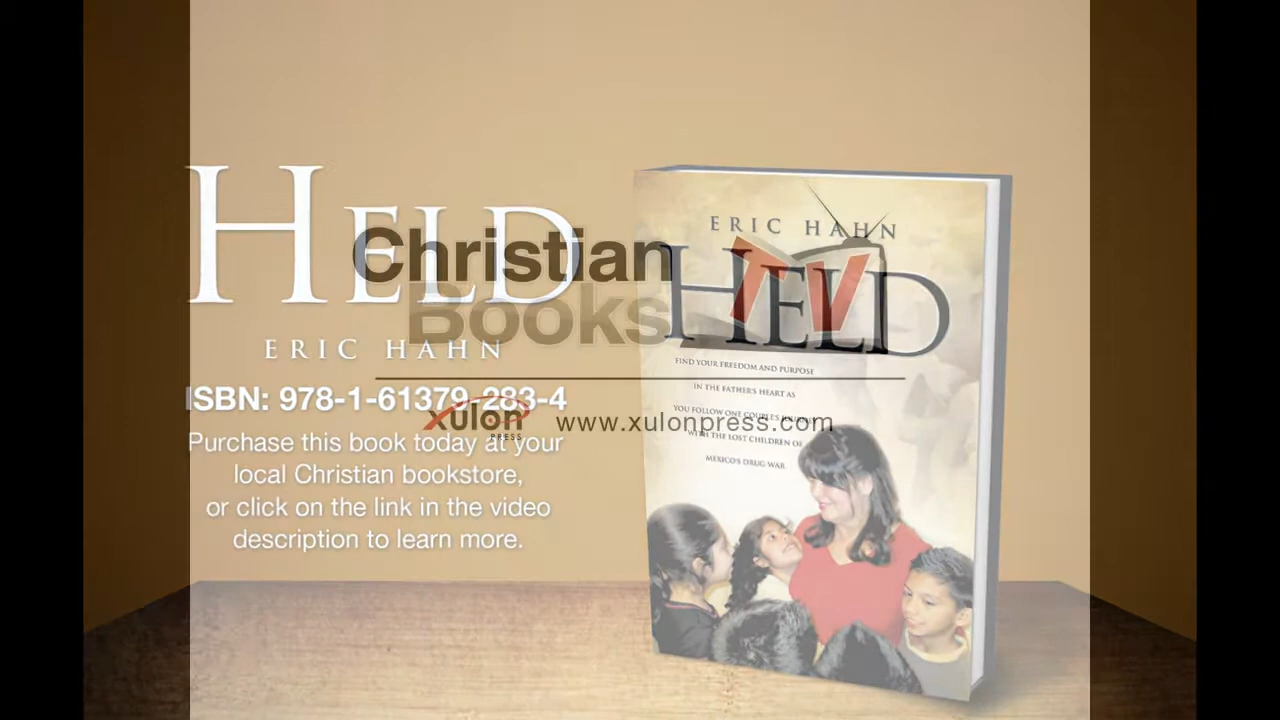 HELD
ERIC HAHN
ISBN: 978-1-61379-283-4
Purchase this book today at your
local Christian bookstore,
or click on the link in the video
description to learn more.
Christian
Books
TV
xulon
PRESS
www.xulonpress.com
ERIC HAHN
HELD
FIND YOUR FREEDOM AND PURPOSE
IN THE FATHER'S HEART AS
YOU FOLLOW ONE COUPLE'S JOURNEY
WITH THE LOST CHILDREN OF
MEXICO'S DRUG WAR